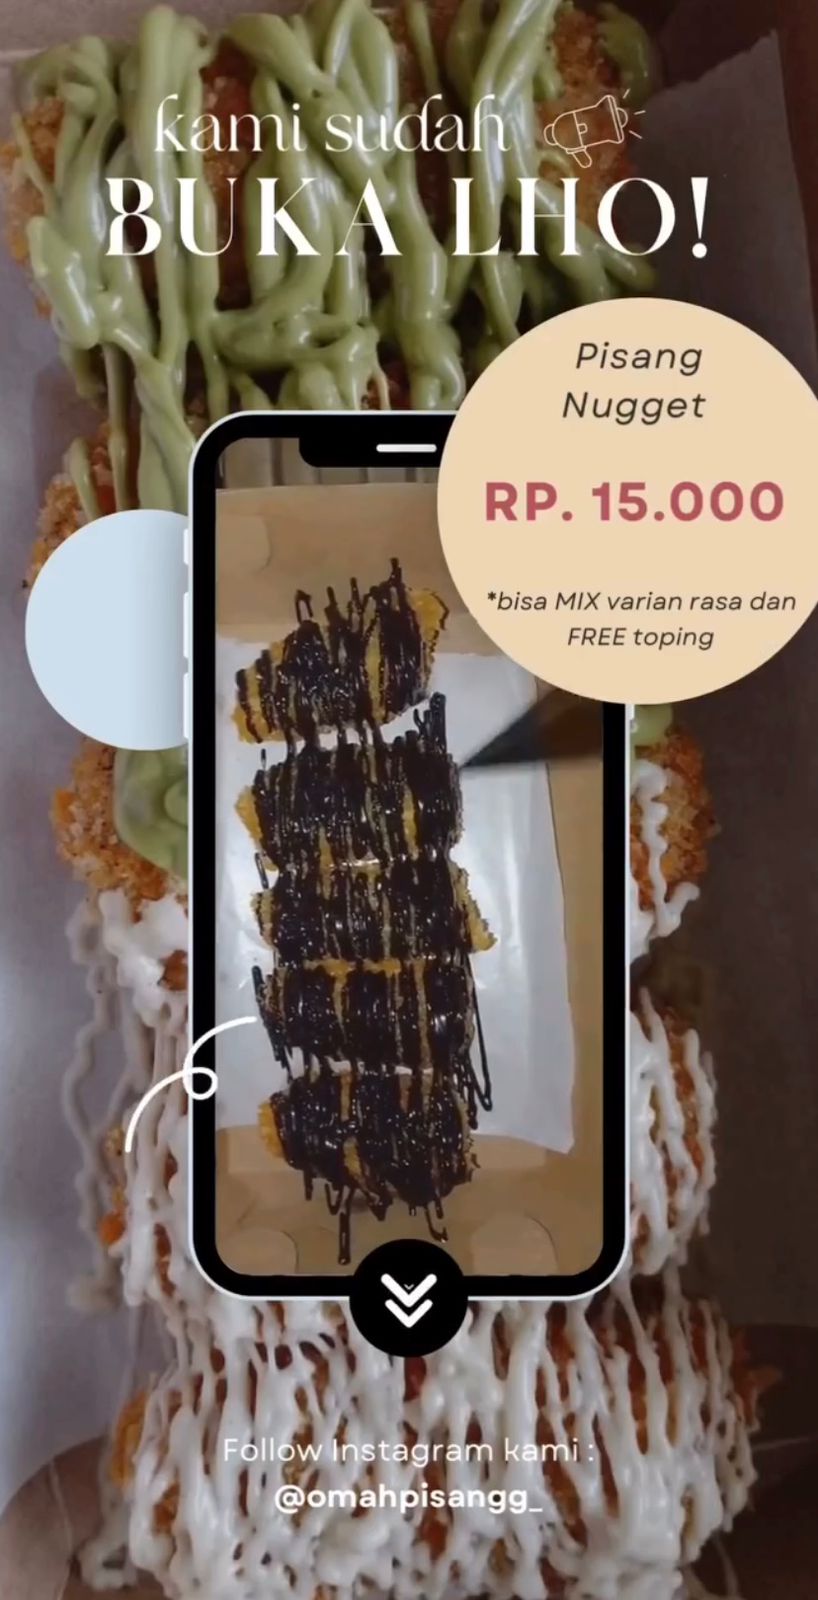 kami sudah
BUKA LHO!
Pisang
Nugget
RP. 15.000
*bisa MIX varian rasa dan
FREE toping
Follow Instagram kami :
@omahpisangg_